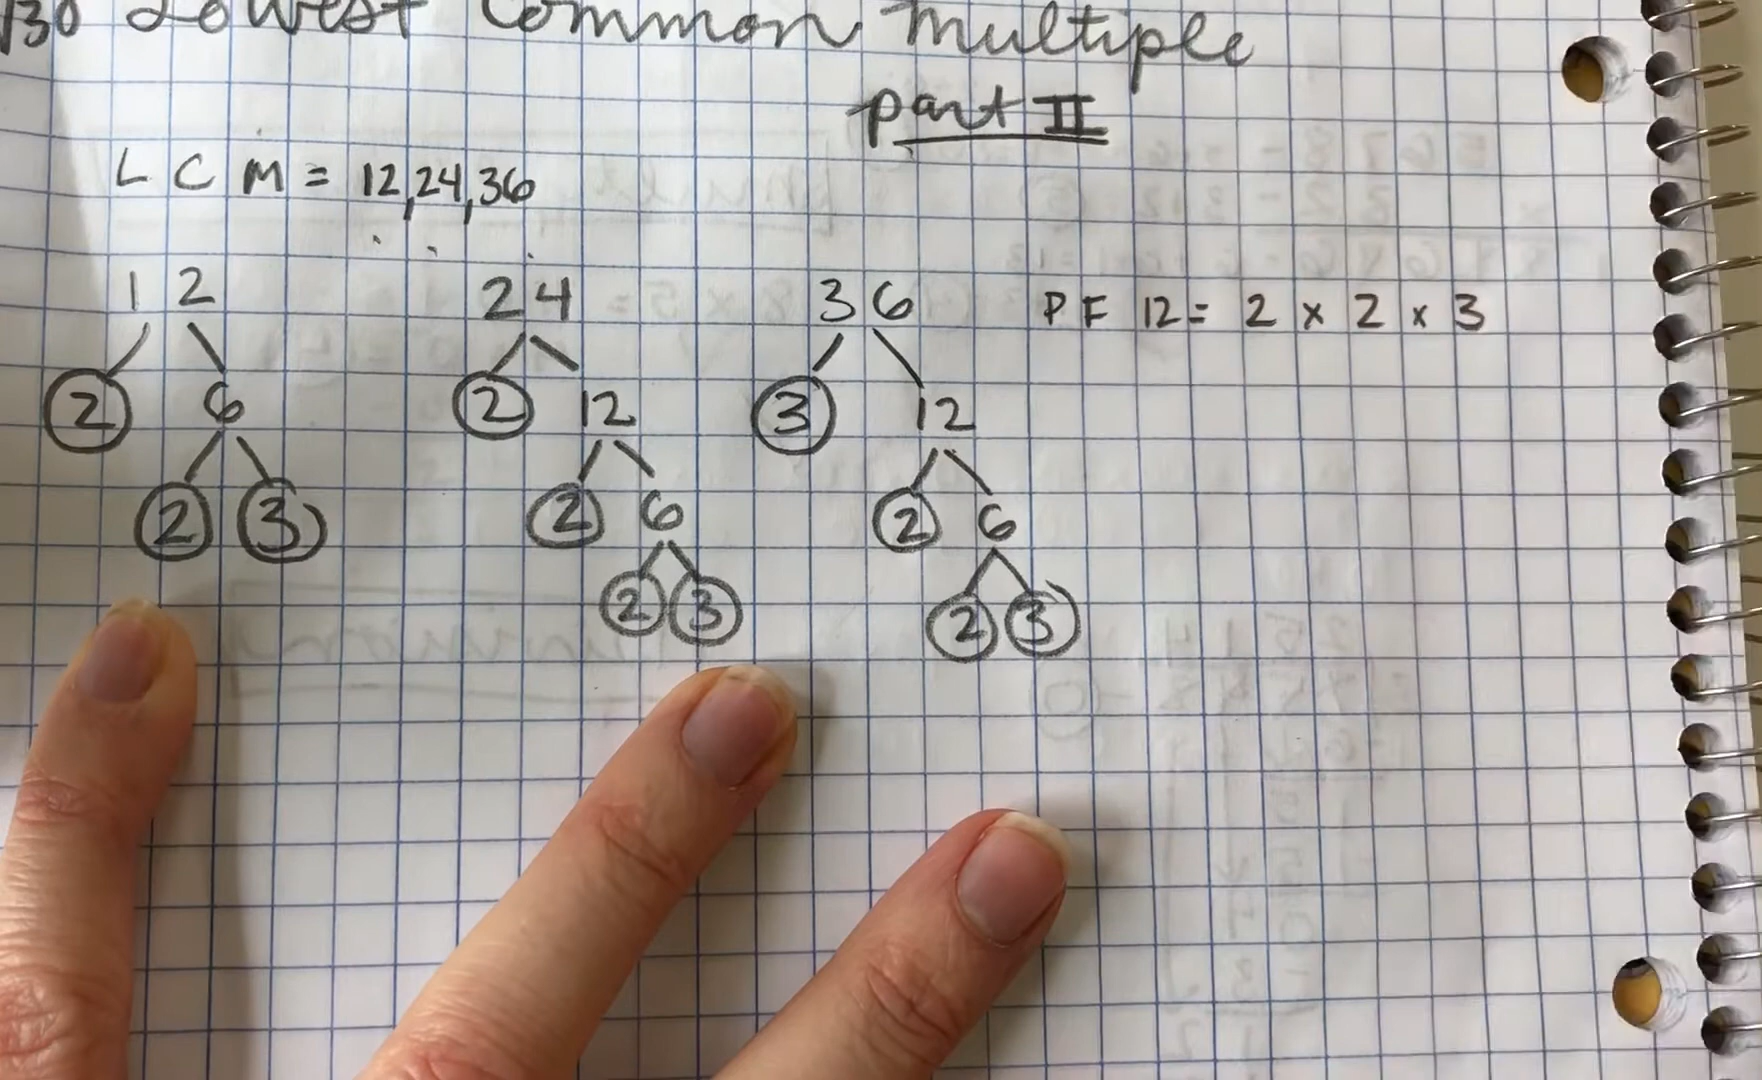 130 Lowest Common Multiple
part II
LCM = 12,24,36
12 24 36 PF 12 = 2 x 2 x 3
2 6 2 12 3 12
2 3 2 6 2 6
2 3 2 3